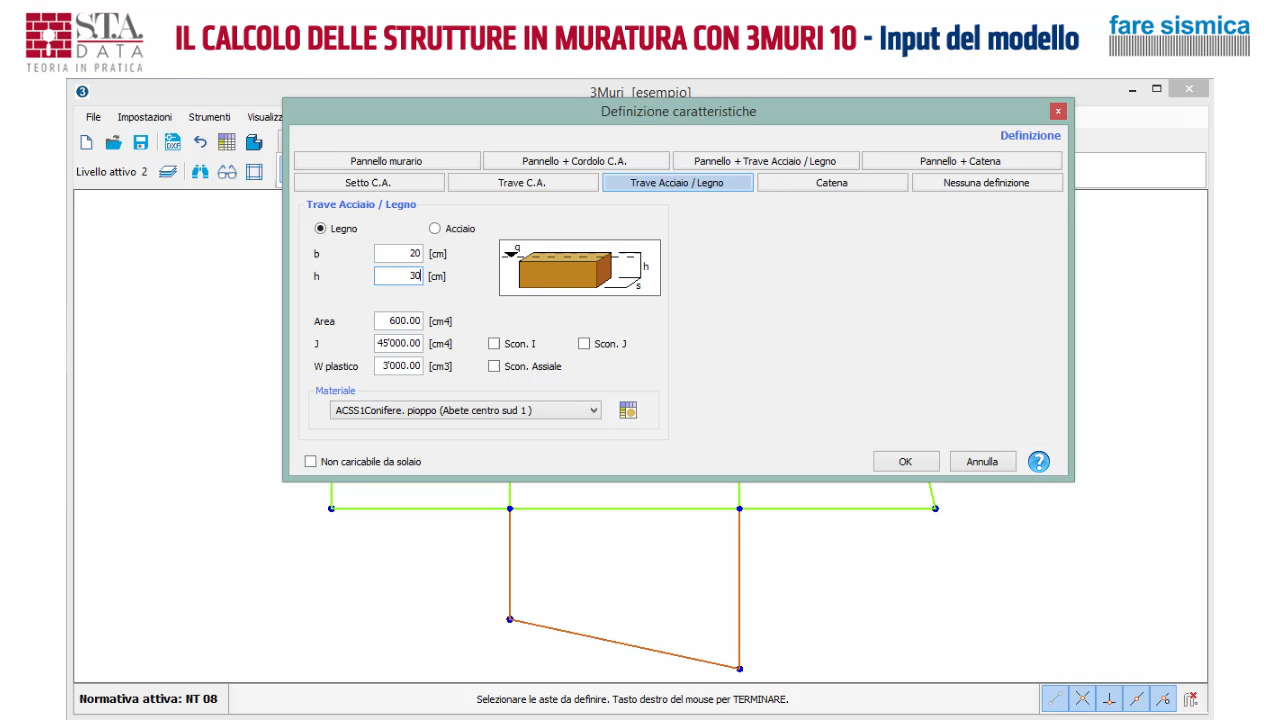 S.T.A.
DATA
TEORIA IN PRATICA
IL CALCOLO DELLE STRUTTURE IN MURATURA CON 3MURI 10 - Input del modello
fare sismica
3
3Muri [esempio]
Definizione caratteristiche
File Impostazioni Strumenti Visualiz
Definizione
DXF
Pannello murario Pannello + Cordolo C.A. Pannello + Trave Acciaio / Legno Pannello + Catena
Livello attivo 2
Setto C.A. Trave C.A. Trave Acciaio / Legno Catena Nessuna definizione
Trave Acciaio / Legno
Legno Acciaio
b 20 [cm]
h 30 [cm]
q
h
s
Area 600.00 [cm4]
J 45'000.00 [cm4] Scon. I Scon. J
W plastico 3'000.00 [cm3] Scon. Assiale
Materiale
ACSS1Conifere. pioppo (Abete centro sud 1 )
Non caricabile da solaio
OK Annulla ?
Normativa attiva: NT 08
Selezionare le aste da definire. Tasto destro del mouse per TERMINARE.